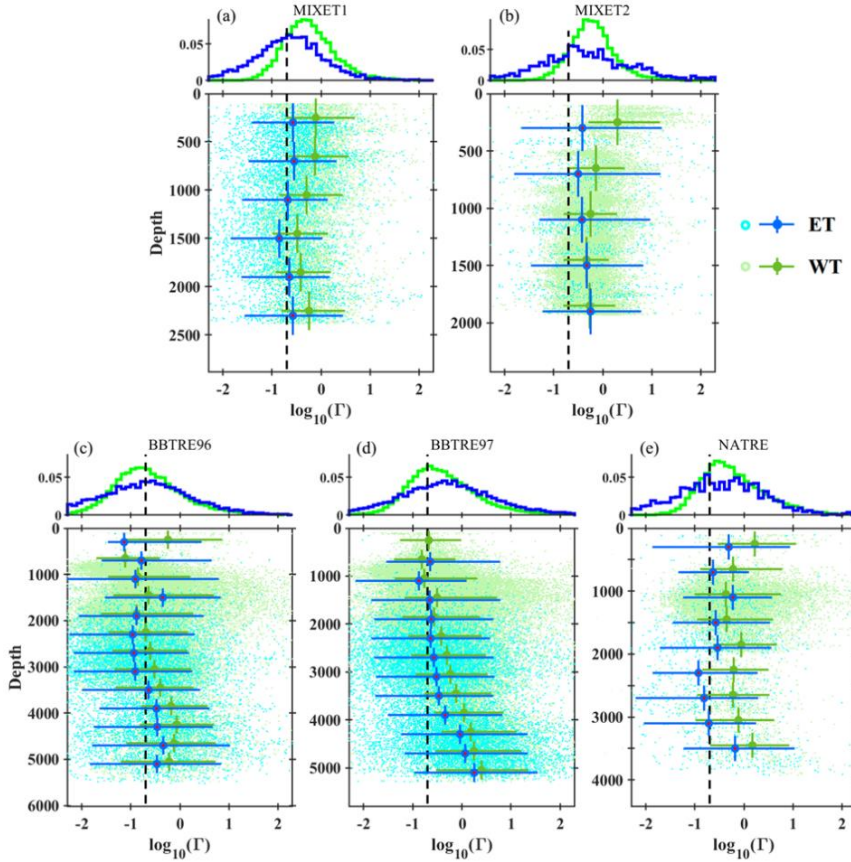 (a) MIXET1
(b) MIXET2
0.05
0
0.05
0
0
500
1000
1500
2000
2500
Depth
-2 -1 0 1 2
log10(Γ)
0
500
1000
1500
2000
-2 -1 0 1 2
log10(Γ)
ET
WT
(c) BBTRE96
(d) BBTRE97
(e) NATRE
0.05
0
0.05
0
0.05
0
0
1000
2000
3000
4000
5000
6000
Depth
-2 -1 0 1 2
log10(Γ)
0
1000
2000
3000
4000
5000
-2 -1 0 1 2
log10(Γ)
0
1000
2000
3000
4000
-2 -1 0 1 2
log10(Γ)